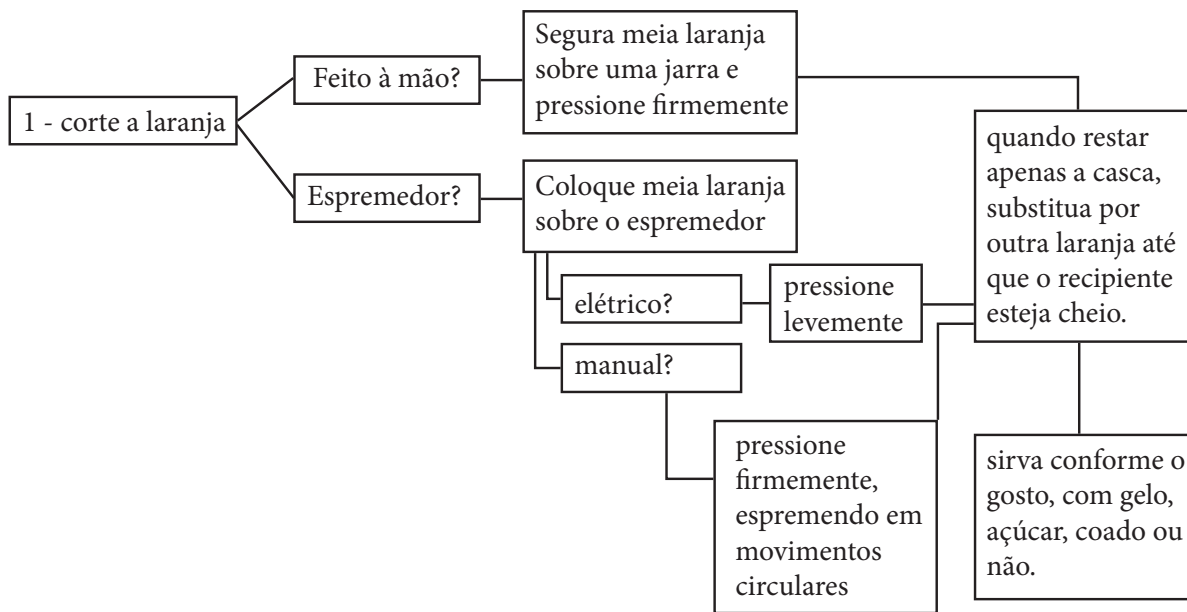 1 - corte a laranja
Feito à mão?
Segura meia laranja
sobre uma jarra e
pressione firmemente
Espremedor?
Coloque meia laranja
sobre o espremedor
elétrico?
pressione
levemente
manual?
pressione
firmemente,
espremendo em
movimentos
circulares
quando restar
apenas a casca,
substitua por
outra laranja até
que o recipiente
esteja cheio.
sirva conforme o
gosto, com gelo,
açúcar, coado ou
não.